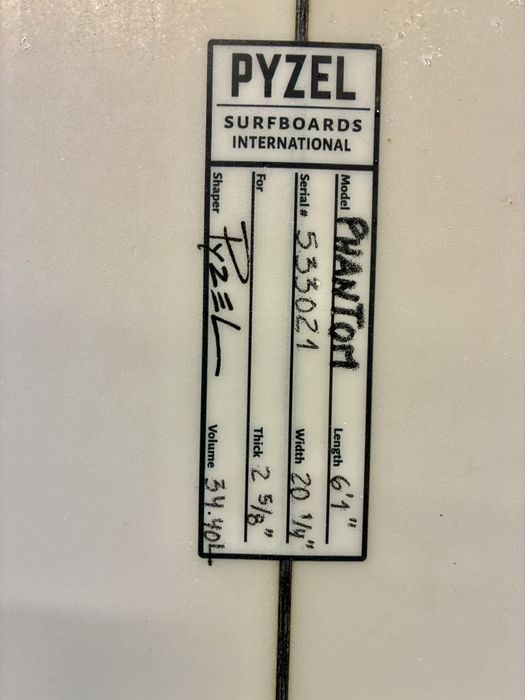 PYZEL
SURFBOARDS
INTERNATIONAL
Model PHANTOM Length 6'1"
Serial # 533021 Width 20 1/4"
For Thick 2 5/8"
Shaper PYZEL Volume 34.40L